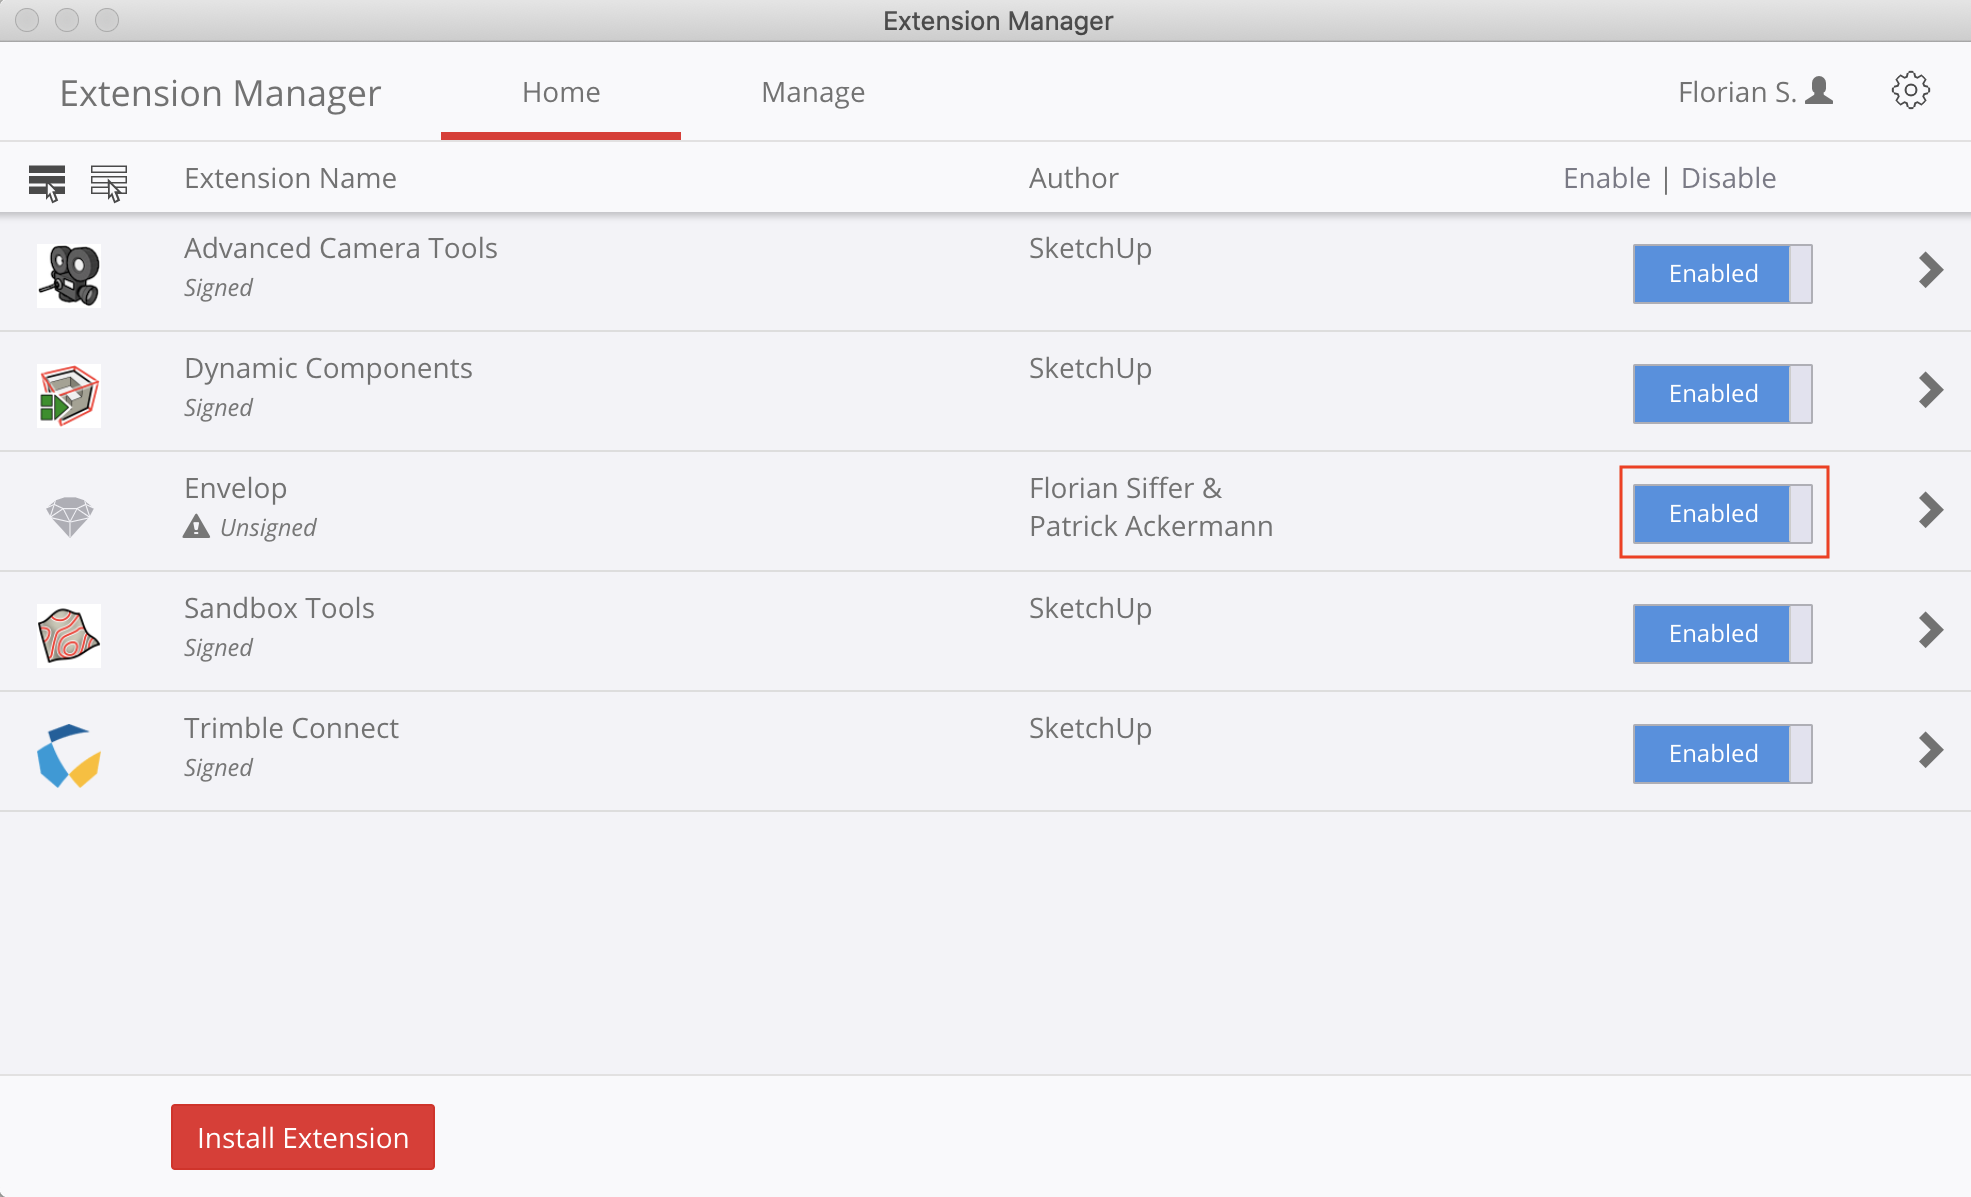 Extension Manager
Extension Manager
Home
Manage
Florian S.
Extension Name
Author
Enable | Disable
Advanced Camera Tools
Signed
SketchUp
Enabled
Dynamic Components
Signed
SketchUp
Enabled
Envelop
Unsigned
Florian Siffer &
Patrick Ackermann
Enabled
Sandbox Tools
Signed
SketchUp
Enabled
Trimble Connect
Signed
SketchUp
Enabled
Install Extension